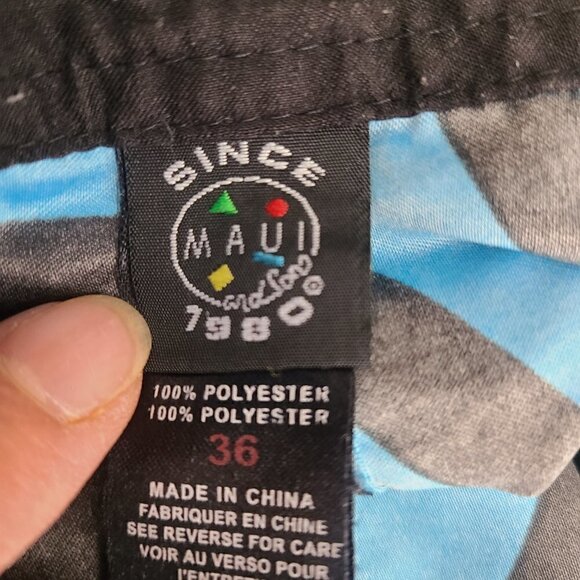 SINCE
MAUI
and Sons
®
1980
100% POLYESTER
100% POLYESTER
36
MADE IN CHINA
FABRIQUER EN CHINE
SEE REVERSE FOR CARE
VOIR AU VERSO POUR